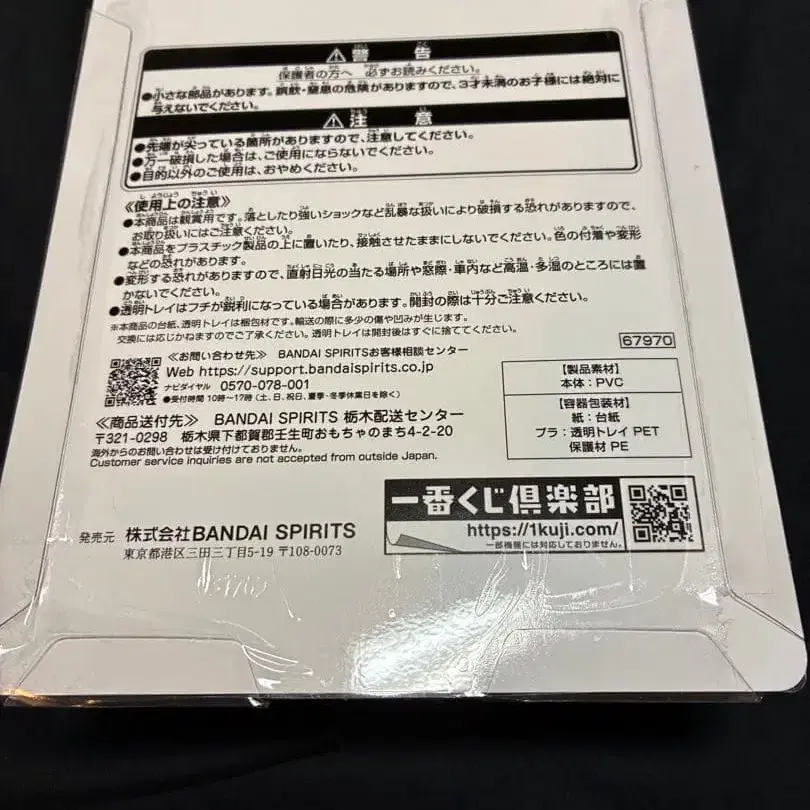 ⚠警告
保護者の方へ 必ずお読みください。
●小さな部品があります。誤飲・窒息の危険がありますので、3才未満のお子様には絶対に
与えないでください。
⚠注意
●先端が尖っている箇所がありますので、注意してください。
●万一破損した場合は、ご使用にならないでください。
●目的以外のご使用は、おやめください。
《使用上の注意》
●本商品は観賞用です。落としたり強いショックなど乱暴な扱いにより破損する恐れがありますので、
お取り扱いにはご注意ください。
●本商品をプラスチック製品の上に置いたり、接触させたままにしないでください。色の付着や変形
などの恐れがあります。
●変形する恐れがありますので、直射日光の当たる場所や窓際・車内など高温・多湿のところには置
かないでください。
●透明トレイはフチが鋭利になっている場合があります。開封の際は十分ご注意ください。
※本商品の台紙、透明トレイは梱包材です。輸送の際に多少の傷や凹みが生じます。
交換には応じかねますのでご了承ください。透明トレイは開封後はすぐに捨ててください。
67970
≪お問い合わせ先≫ BANDAI SPIRITSお客様相談センター
Web https://support.bandaispirits.co.jp
ナビダイヤル 0570-078-001
●受付時間 10時〜17時(土、日、祝日、夏季・冬季休業日を除く)
【製品素材】
本体:PVC
【容器包装材】
紙:台紙
プラ:透明トレイ PET
保護材 PE
≪商品送付先≫ BANDAI SPIRITS 栃木配送センター
〒321-0298 栃木県下都賀郡壬生町おもちゃのまち4-2-20
海外からのお問い合わせは受け付けておりません。
Customer service inquiries are not accepted from outside Japan.
一番くじ倶楽部
https://1kuji.com/
一部機種には対応しておりません。
発売元 株式会社BANDAI SPIRITS
東京都港区三田三丁目5-19 〒108-0073